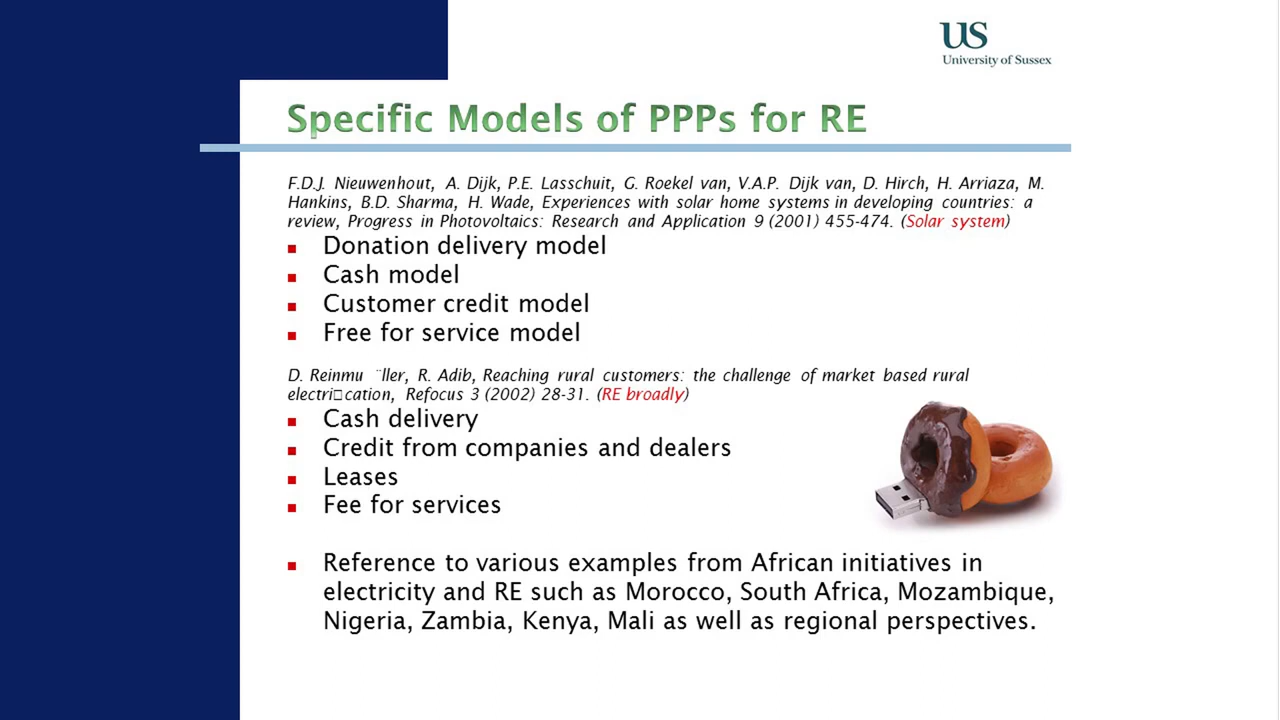 US
University of Sussex
Specific Models of PPPs for RE
F.D.J. Nieuwenhout, A. Dijk, P.E. Lasschuit, G. Roekel van, V.A.P. Dijk van, D. Hirch, H. Arriaza, M.
Hankins, B.D. Sharma, H. Wade, Experiences with solar home systems in developing countries: a
review, Progress in Photovoltaics: Research and Application 9 (2001) 455-474. (Solar system)
Donation delivery model
Cash model
Customer credit model
Free for service model
D. Reinmu ¨ller, R. Adib, Reaching rural customers: the challenge of market based rural
electri□cation, Refocus 3 (2002) 28-31. (RE broadly)
Cash delivery
Credit from companies and dealers
Leases
Fee for services
Reference to various examples from African initiatives in
electricity and RE such as Morocco, South Africa, Mozambique,
Nigeria, Zambia, Kenya, Mali as well as regional perspectives.